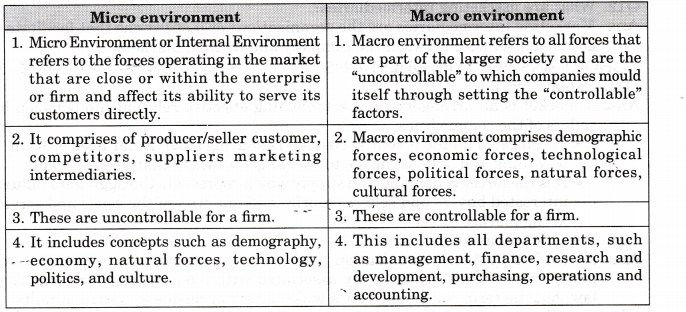 Micro environment
Macro environment
1. Micro Environment or Internal Environment
refers to the forces operating in the market
that are close or within the enterprise
or firm and affect its ability to serve its
customers directly.
1. Macro environment refers to all forces that
are part of the larger society and are the
"uncontrollable" to which companies mould
itself through setting the "controllable"
factors.
2. It comprises of producer/seller customer,
competitors, suppliers marketing
intermediaries.
2. Macro environment comprises demographic
forces, economic forces, technological
forces, political forces, natural forces,
cultural forces.
3. These are uncontrollable for a firm.
3. These are controllable for a firm.
4. It includes concepts such as demography,
economy, natural forces, technology,
politics, and culture.
4. This includes all departments, such
as management, finance, research and
development, purchasing, operations and
accounting.